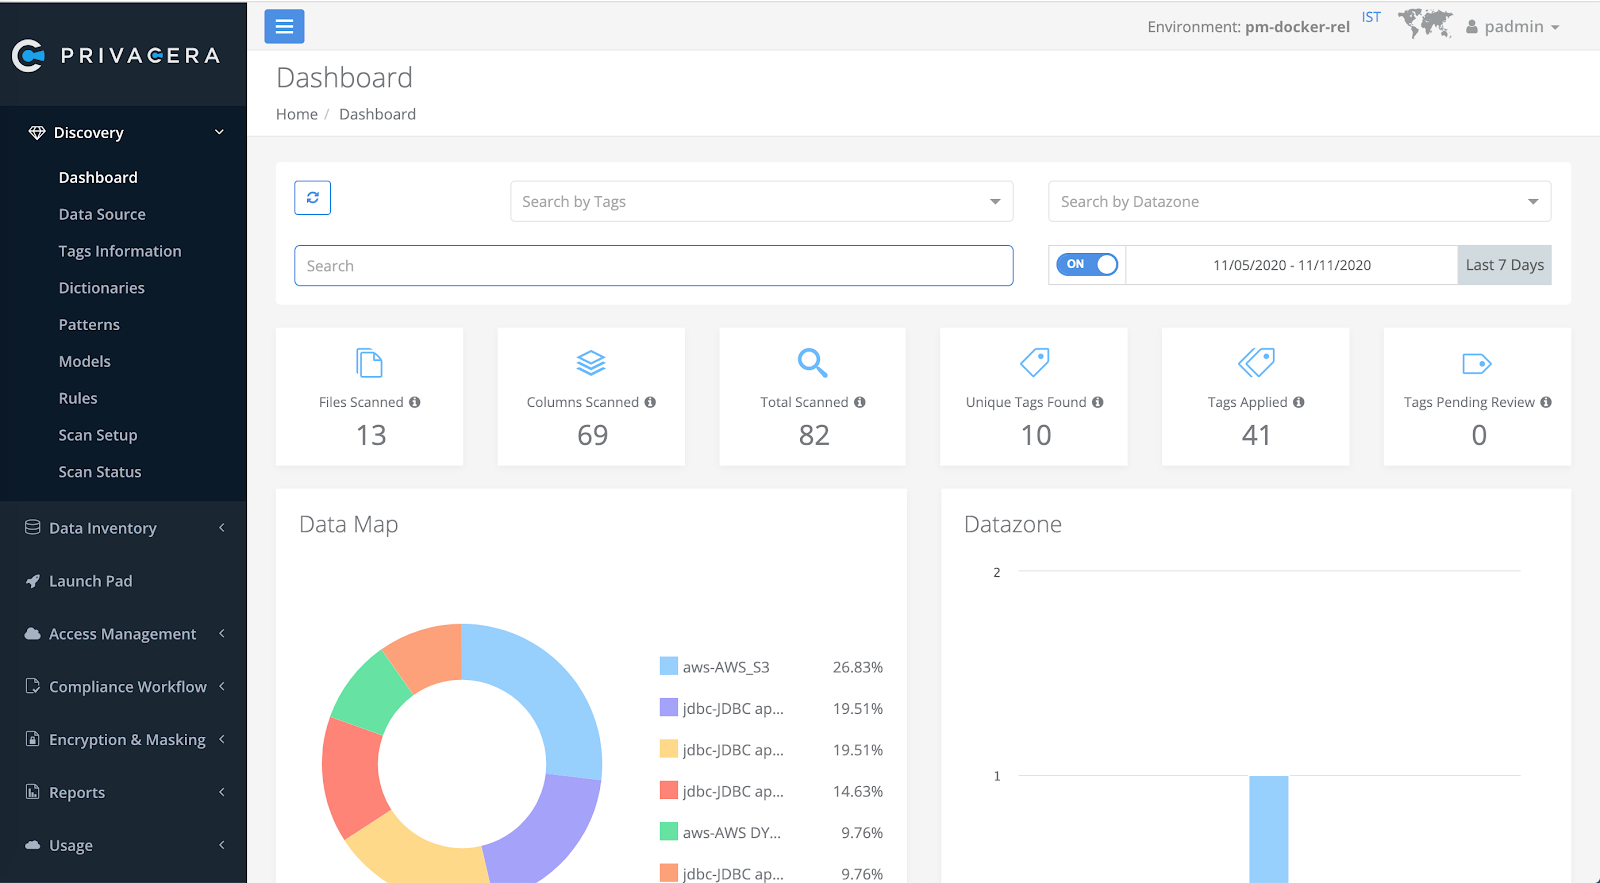 PRIVACERA
Discovery
Dashboard
Data Source
Tags Information
Dictionaries
Patterns
Models
Rules
Scan Setup
Scan Status
Data Inventory
Launch Pad
Access Management
Compliance Workflow
Encryption & Masking
Reports
Usage
Environment: pm-docker-rel IST padmin
Dashboard
Home / Dashboard
Search by Tags
Search by Datazone
Search
ON 11/05/2020 - 11/11/2020 Last 7 Days
Files Scanned
13
Columns Scanned
69
Total Scanned
82
Unique Tags Found
10
Tags Applied
41
Tags Pending Review
0
Data Map
aws-AWS_S3 26.83%
jdbc-JDBC ap... 19.51%
jdbc-JDBC ap... 19.51%
jdbc-JDBC ap... 14.63%
aws-AWS DY... 9.76%
jdbc-JDBC ap... 9.76%
Datazone
2
1